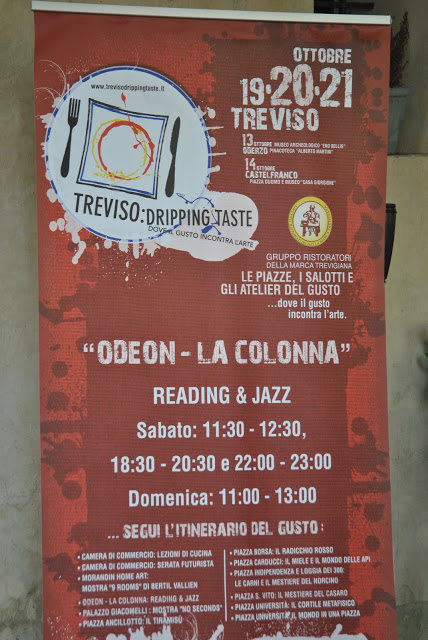 www.trevisodrippingtaste.it
TREVISO:DRIPPING TASTE
DOVE IL GUSTO INCONTRA L'ARTE
OTTOBRE
19·20·21
TREVISO
13 OTTOBRE MUSEO ARCHEOLOGICO "ENO BELLIS"
ODERZO PINACOTECA "ALBERTO MARTINI"
14 OTTOBRE
CASTELFRANCO
PIAZZA DUOMO E MUSEO "CASA GIORGIONE"
GRUPPO RISTORATORI
DELLA MARCA TREVIGIANA
LE PIAZZE, I SALOTTI E
GLI ATELIER DEL GUSTO
...dove il gusto
incontra l'arte.
"ODEON - LA COLONNA"
READING & JAZZ
Sabato: 11:30 - 12:30,
18:30 - 20:30 e 22:00 - 23:00
Domenica: 11:00 - 13:00
... SEGUI L'ITINERARIO DEL GUSTO:
• CAMERA DI COMMERCIO: LEZIONI DI CUCINA
• CAMERA DI COMMERCIO: SERATA FUTURISTA
• MORANDIN HOME ART:
MOSTRA "9 ROOMS" DI BERTIL VALLIEN
• ODEON - LA COLONNA: READING & JAZZ
• PALAZZO GIACOMELLI: MOSTRA "NO SECONDS"
• PIAZZA ANCILLOTTO: IL TIRAMISÙ
• PIAZZA BORSA: IL RADICCHIO ROSSO
• PIAZZA CARDUCCI: IL MIELE E IL MONDO DELLE API
• PIAZZA INDIPENDENZA E LOGGIA DEI 300:
LE CARNI E IL MESTIERE DEL NORCINO
• PIAZZA S. VITO: IL MESTIERE DEL CASARO
• PIAZZA UNIVERSITÀ: IL CORTILE METAFISICO
• PIAZZA UNIVERSITÀ: IL MONDO IN UNA PIAZZA